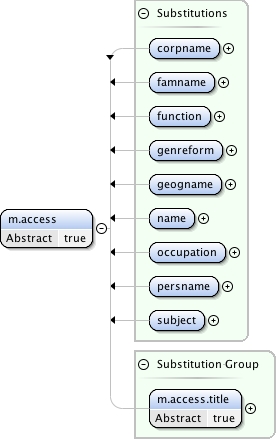 Substitutions
corpname
famname
function
genreform
geogname
name
occupation
persname
subject
m.access
Abstract true
Substitution Group
m.access.title
Abstract true